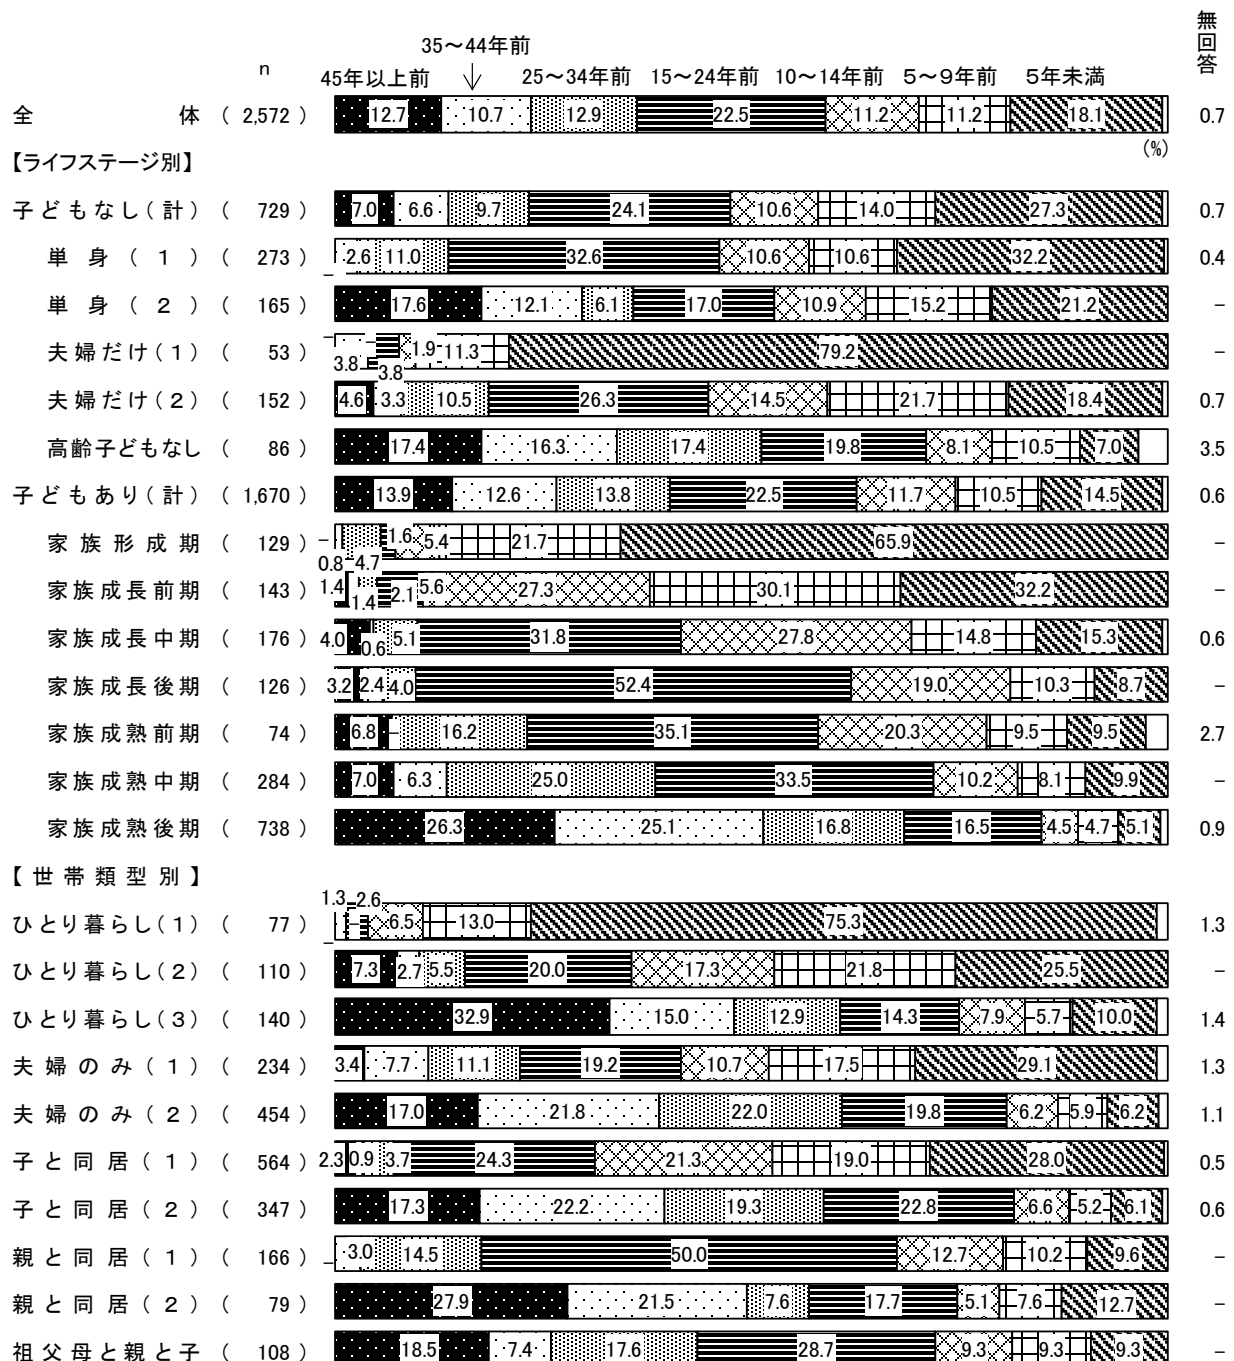 無回答
35～44年前
n 45年以上前 25～34年前 15～24年前 10～14年前 5～9年前 5年未満
全体 ( 2,572 ) 12.7 10.7 12.9 22.5 11.2 11.2 18.1 0.7
(%)
【ライフステージ別】
子どもなし(計) ( 729 ) 7.0 6.6 9.7 24.1 10.6 14.0 27.3 0.7
単身(1) ( 273 ) － 2.6 11.0 32.6 10.6 10.6 32.2 0.4
単身(2) ( 165 ) 17.6 12.1 6.1 17.0 10.9 15.2 21.2 －
夫婦だけ(1) ( 53 ) － 3.8 － 3.8 1.9 11.3 79.2 －
夫婦だけ(2) ( 152 ) 4.6 3.3 10.5 26.3 14.5 21.7 18.4 0.7
高齢子どもなし ( 86 ) 17.4 16.3 17.4 19.8 8.1 10.5 7.0 3.5
子どもあり(計) ( 1,670 ) 13.9 12.6 13.8 22.5 11.7 10.5 14.5 0.6
家族形成期 ( 129 ) － 0.8 4.7 1.6 5.4 21.7 65.9 －
家族成長前期 ( 143 ) 1.4 1.4 2.1 5.6 27.3 30.1 32.2 －
家族成長中期 ( 176 ) 4.0 0.6 5.1 31.8 27.8 14.8 15.3 0.6
家族成長後期 ( 126 ) 3.2 2.4 4.0 52.4 19.0 10.3 8.7 －
家族成熟前期 ( 74 ) 6.8 － 16.2 35.1 20.3 9.5 9.5 2.7
家族成熟中期 ( 284 ) 7.0 6.3 25.0 33.5 10.2 8.1 9.9 －
家族成熟後期 ( 738 ) 26.3 25.1 16.8 16.5 4.5 4.7 5.1 0.9
【世帯類型別】
ひとり暮らし(1) ( 77 ) － 1.3 － 2.6 6.5 13.0 75.3 1.3
ひとり暮らし(2) ( 110 ) 7.3 2.7 5.5 20.0 17.3 21.8 25.5 －
ひとり暮らし(3) ( 140 ) 32.9 15.0 12.9 14.3 7.9 5.7 10.0 1.4
夫婦のみ(1) ( 234 ) 3.4 7.7 11.1 19.2 10.7 17.5 29.1 1.3
夫婦のみ(2) ( 454 ) 17.0 21.8 22.0 19.8 6.2 5.9 6.2 1.1
子と同居(1) ( 564 ) 2.3 0.9 3.7 24.3 21.3 19.0 28.0 0.5
子と同居(2) ( 347 ) 17.3 22.2 19.3 22.8 6.6 5.2 6.1 0.6
親と同居(1) ( 166 ) － 3.0 14.5 50.0 12.7 10.2 9.6 －
親と同居(2) ( 79 ) 27.9 21.5 7.6 17.7 5.1 7.6 12.7 －
祖父母と親と子 ( 108 ) 18.5 7.4 17.6 28.7 9.3 9.3 9.3 －